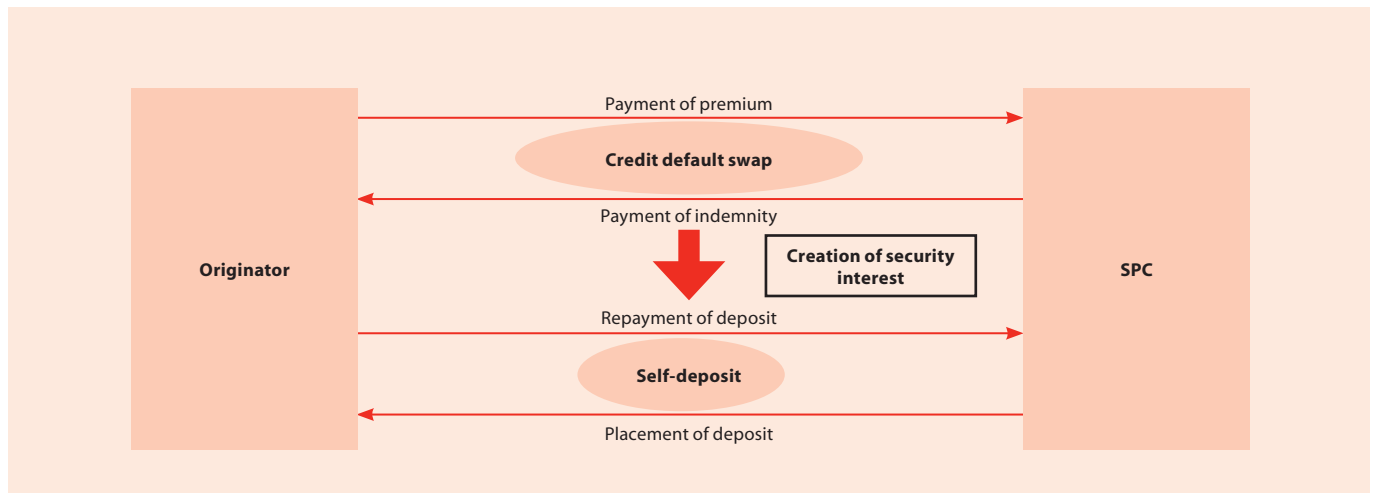 Payment of premium
Credit default swap
Payment of indemnity
Creation of security
interest
Originator
SPC
Repayment of deposit
Self-deposit
Placement of deposit